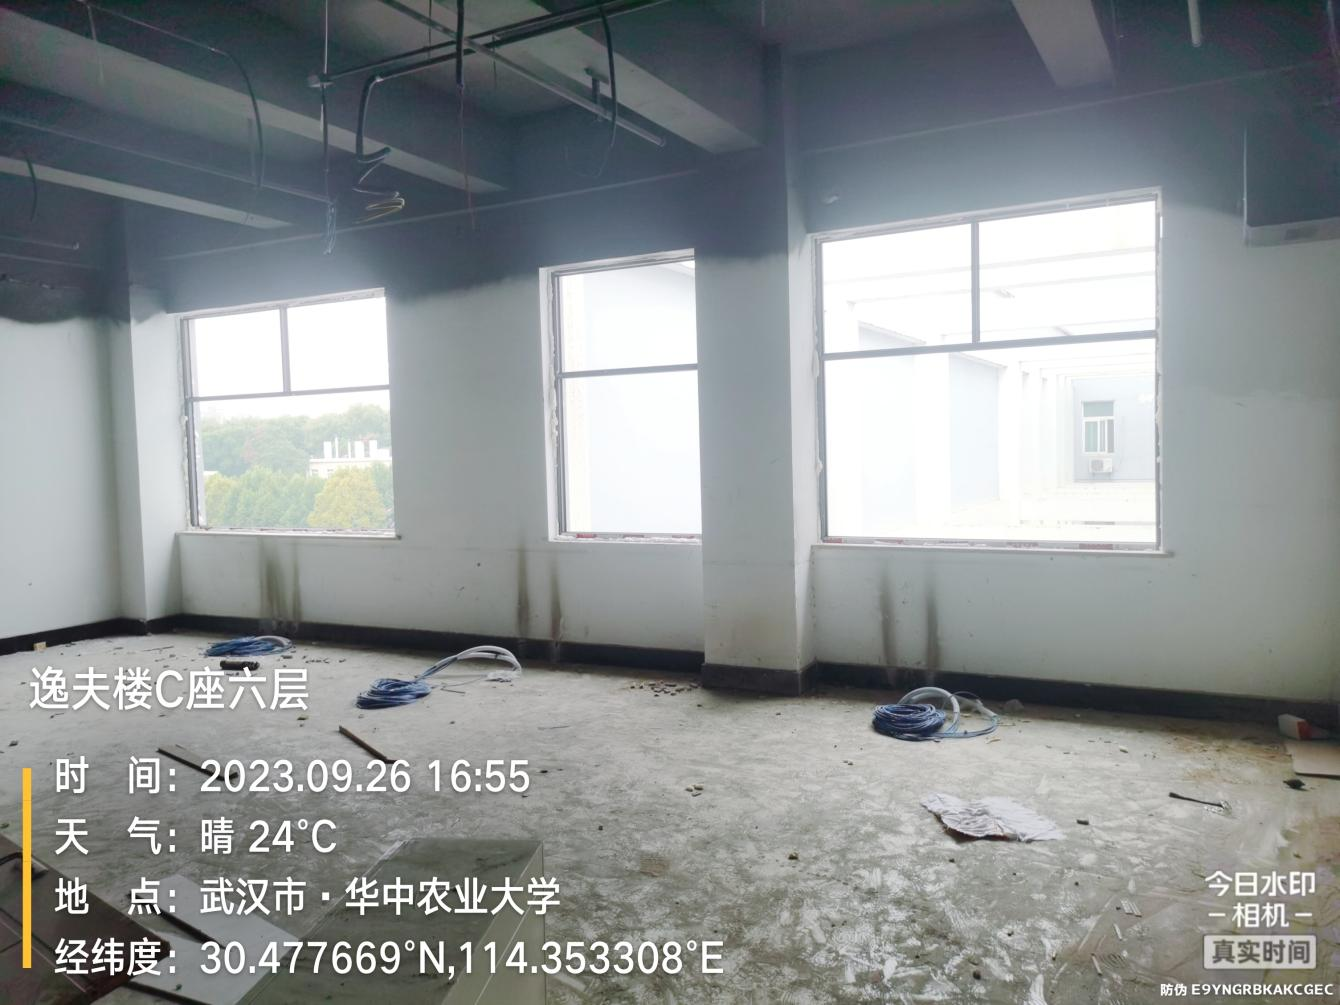 逸夫楼C座六层
时 间：2023.09.26 16:55
天 气：晴 24°C
地 点：武汉市·华中农业大学
经纬度：30.477669°N,114.353308°E
今日水印
-相机-
真实时间
防伪 E9YNGRBKAKCGEC